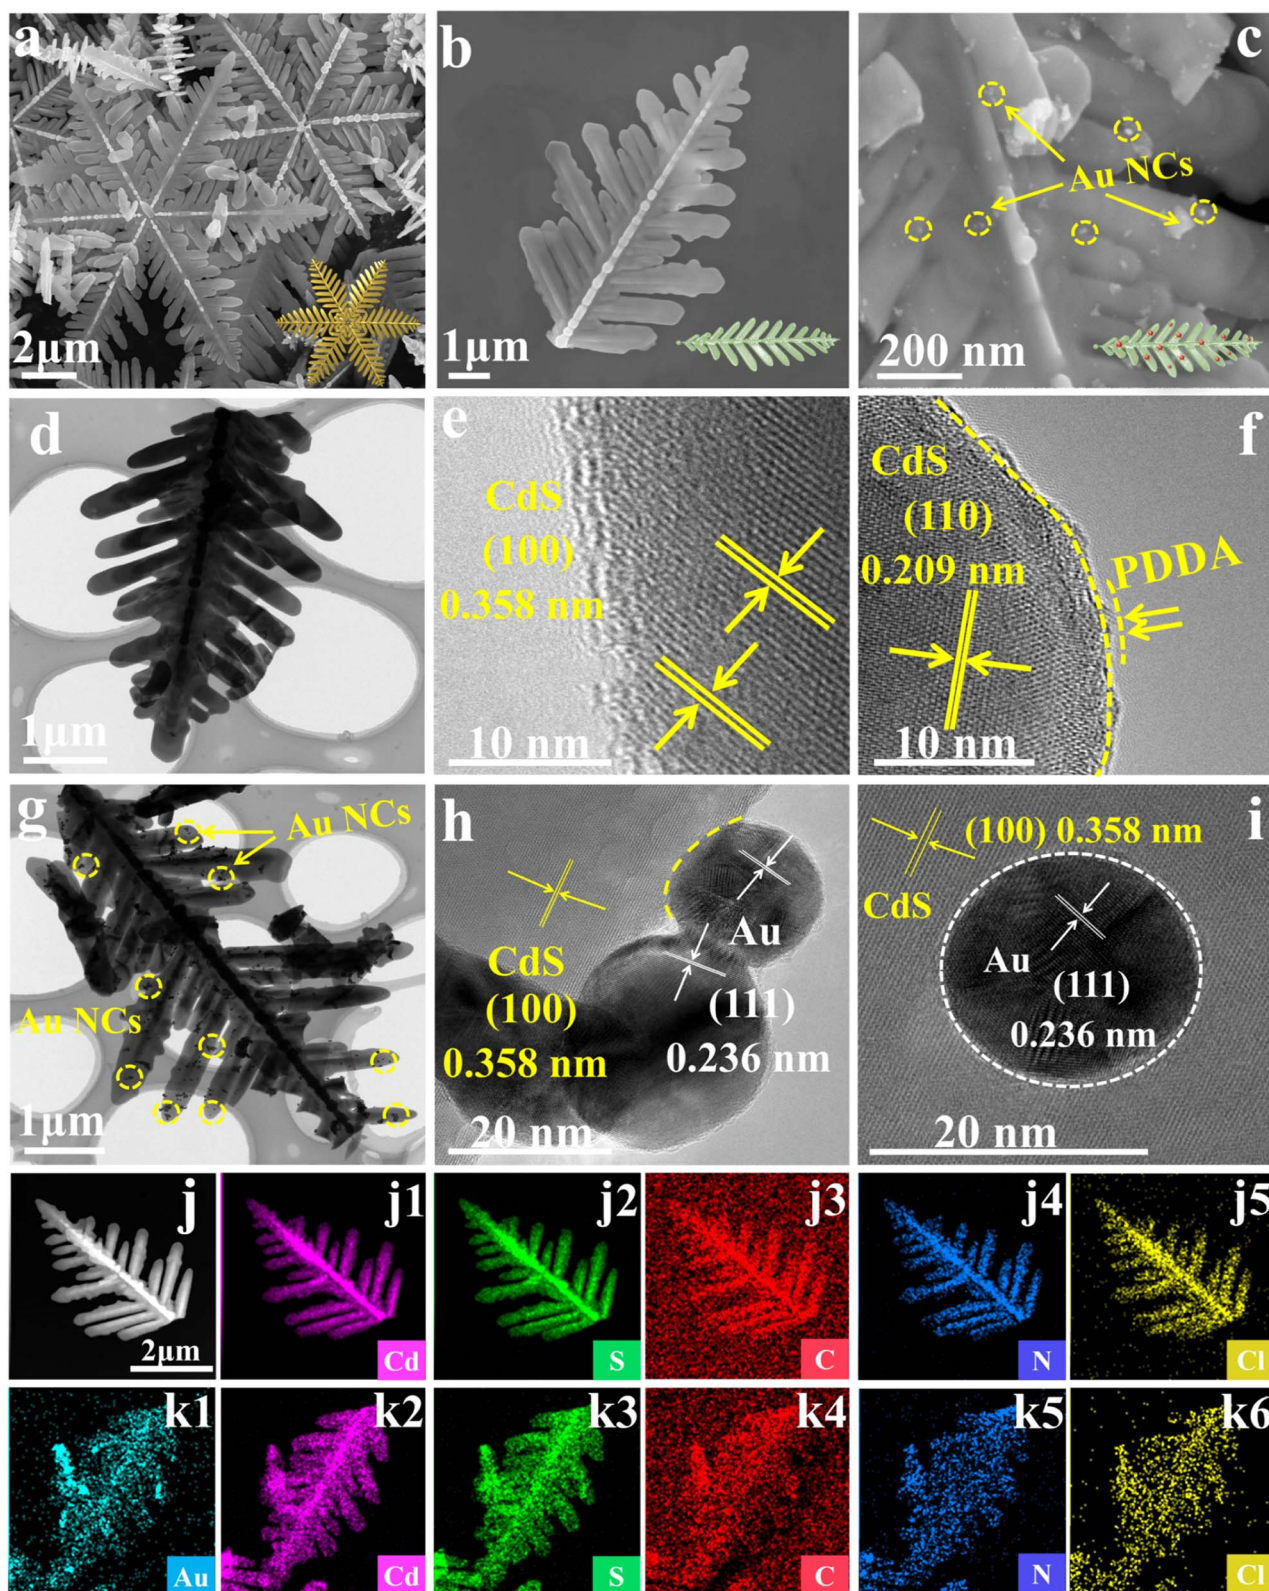 a
2μm
b
1μm
c
Au NCs
200 nm
d
1μm
e
CdS
(100)
0.358 nm
10 nm
f
CdS
(110)
0.209 nm
PDDA
10 nm
g
Au NCs
Au NCs
1μm
h
Au
CdS
(100)
0.358 nm
(111)
0.236 nm
20 nm
i
(100) 0.358 nm
CdS
Au
(111)
0.236 nm
20 nm
j
2μm
j1
Cd
j2
S
j3
C
j4
N
j5
Cl
k1
Au
k2
Cd
k3
S
k4
C
k5
N
k6
Cl